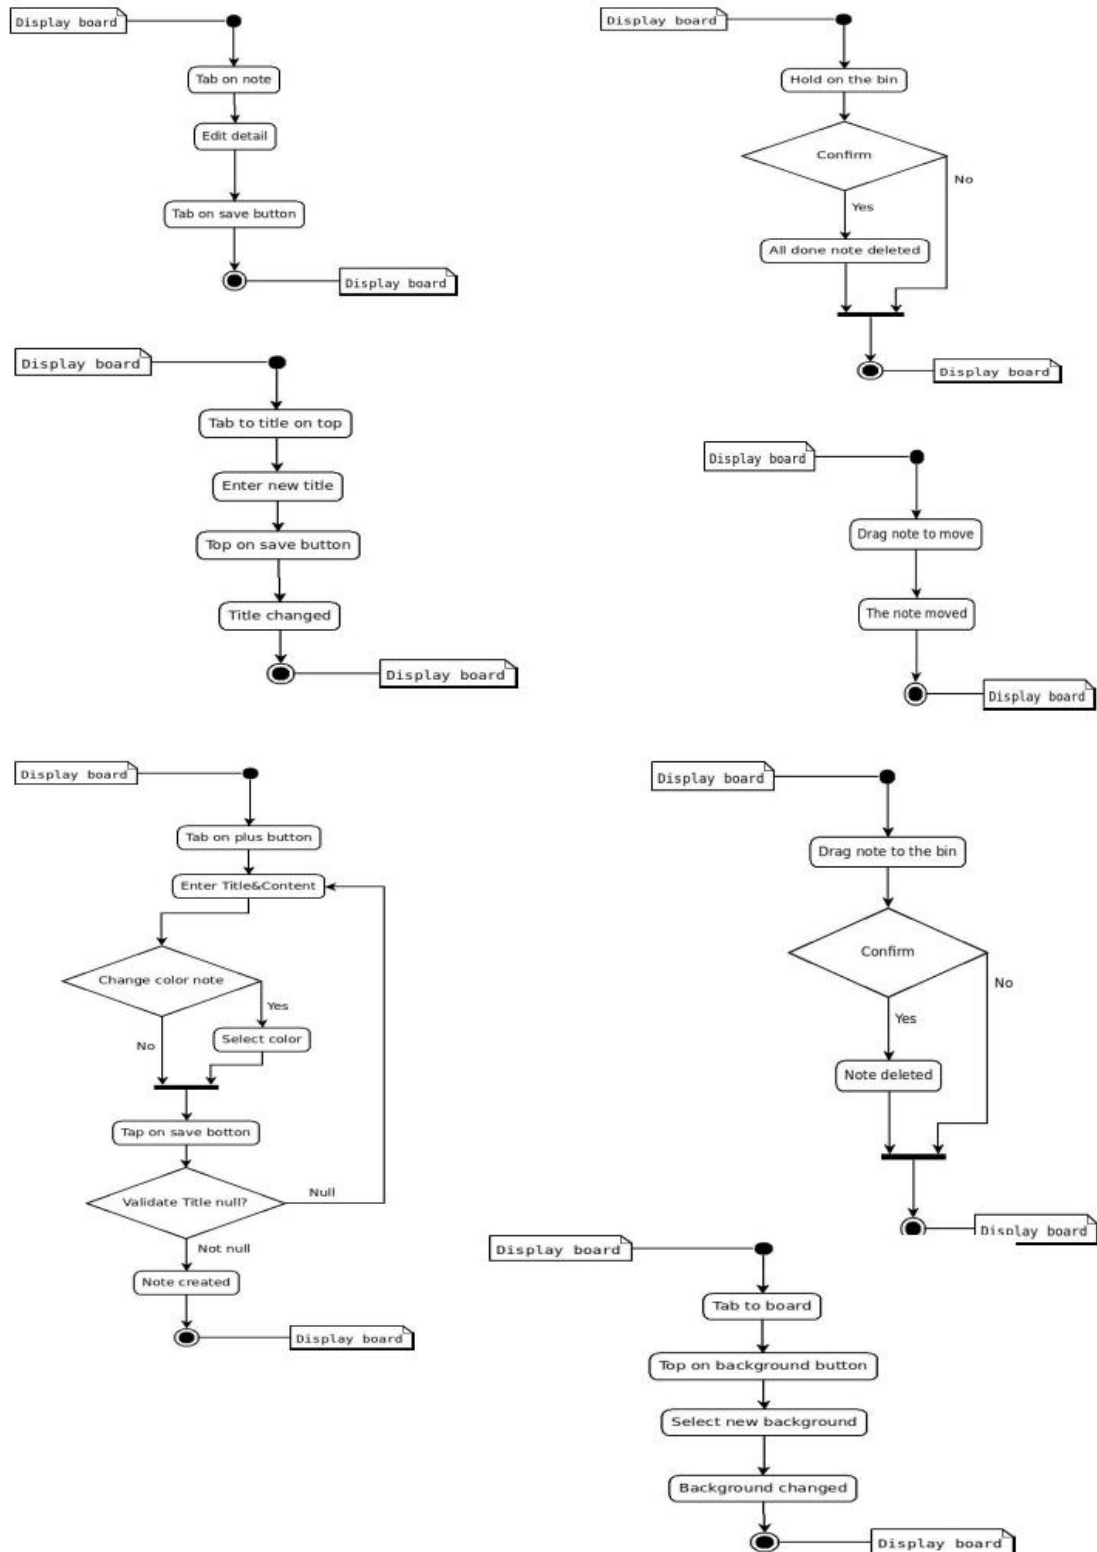 Display board
Tab on note
Edit detail
Tab on save button
Display board
Display board
Hold on the bin
Confirm
No
Yes
All done note deleted
Display board
Display board
Tab to title on top
Enter new title
Top on save button
Title changed
Display board
Display board
Drag note to move
The note moved
Display board
Display board
Tab on plus button
Enter Title&Content
Change color note
Yes
No
Select color
Tap on save botton
Validate Title null?
Null
Not null
Note created
Display board
Display board
Drag note to the bin
Confirm
No
Yes
Note deleted
Display board
Display board
Tab to board
Top on background button
Select new background
Background changed
Display board